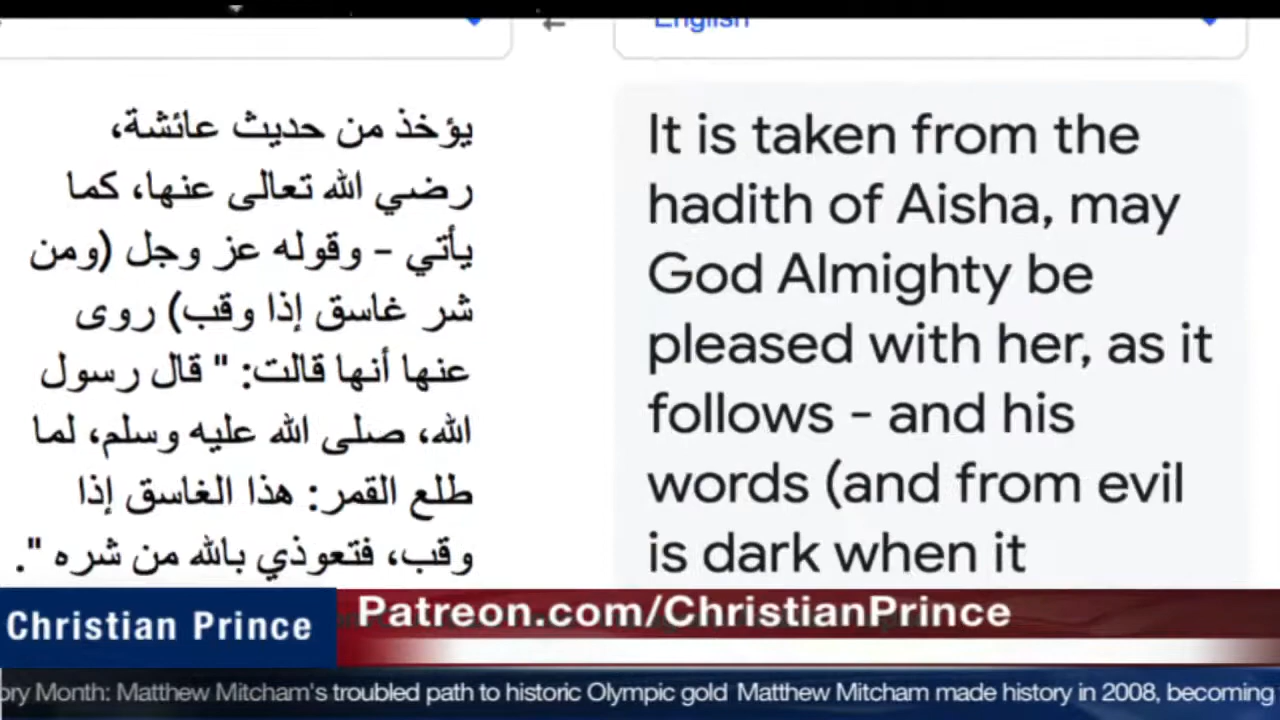 English
يؤخذ من حديث عائشة،
رضي الله تعالى عنها، كما
يأتي - وقوله عز وجل (ومن
شر غاسق إذا وقب) روى
عنها أنها قالت: " قال رسول
الله، صلى الله عليه وسلم، لما
طلع القمر: هذا الغاسق إذا
وقب، فتعوذي بالله من شره ".
It is taken from the
hadith of Aisha, may
God Almighty be
pleased with her, as it
follows - and his
words (and from evil
is dark when it
Christian Prince
Patreon.com/ChristianPrince
ory Month: Matthew Mitcham's troubled path to historic Olympic gold Matthew Mitcham made history in 2008, becoming